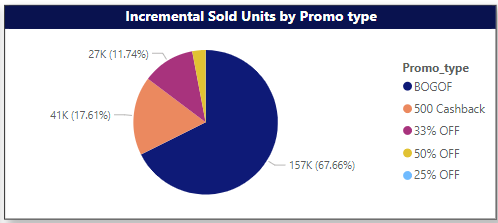 Incremental Sold Units by Promo type
27K (11.74%)
41K (17.61%)
157K (67.66%)
Promo_type
BOGOF
500 Cashback
33% OFF
50% OFF
25% OFF